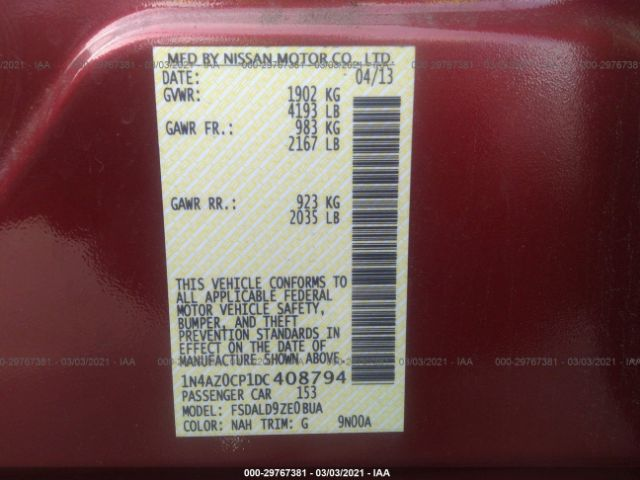 MFD BY NISSAN MOTOR CO., LTD
DATE: 04/13
GVWR: 1902 KG
4193 LB
GAWR FR.: 983 KG
2167 LB
GAWR RR.: 923 KG
2035 LB
THIS VEHICLE CONFORMS TO
ALL APPLICABLE FEDERAL
MOTOR VEHICLE SAFETY,
BUMPER, AND THEFT
PREVENTION STANDARDS IN
EFFECT ON THE DATE OF
MANUFACTURE SHOWN ABOVE.
1N4AZ0CP1DC408794
PASSENGER CAR 153
MODEL: FSDALD9ZE0BUA
COLOR: NAH TRIM: G 9N00A
000-29767381 - 03/03/2021 - IAA